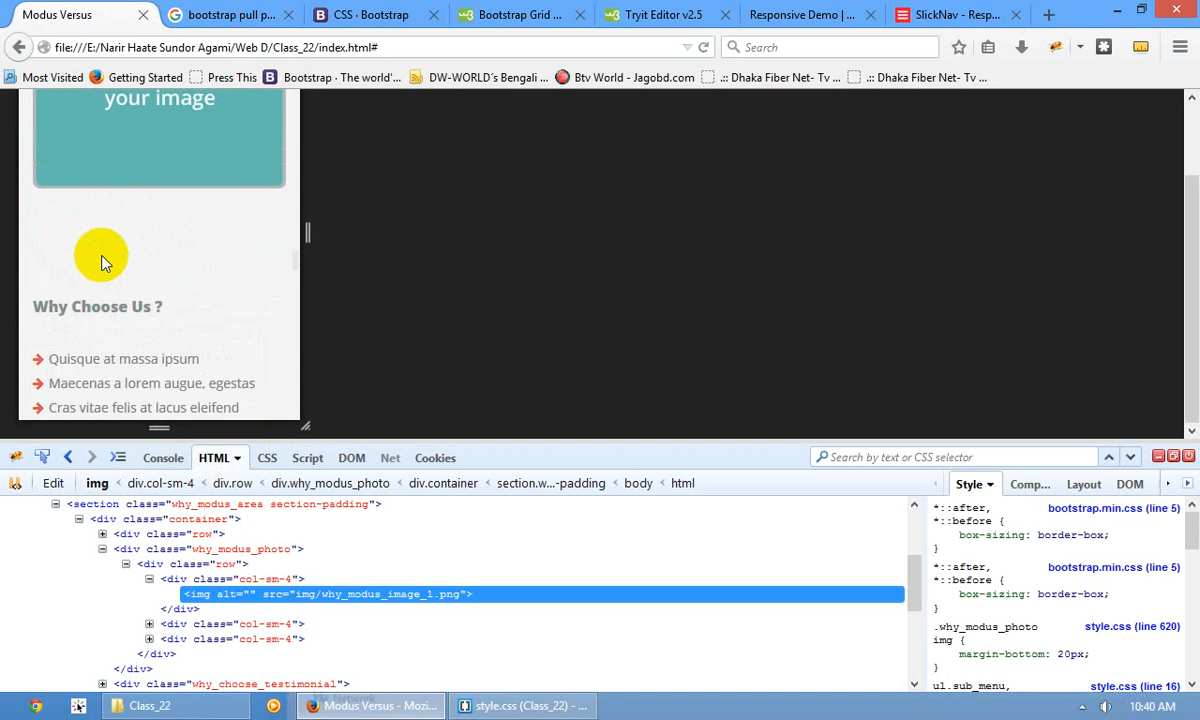 Modus Versus
bootstrap pull p...
CSS · Bootstrap
Bootstrap Grid ...
Tryit Editor v2.5
Responsive Demo | ...
SlickNav - Resp...
file:///E:/Narir Haate Sundor Agami/Web D/Class_22/index.html#
Search
Most Visited
Getting Started
Press This
Bootstrap · The world'...
DW-WORLD´s Bengali ...
Btv World - Jagobd.com
.:: Dhaka Fiber Net- Tv ...
.:: Dhaka Fiber Net- Tv ...
your image
Why Choose Us ?
Quisque at massa ipsum
Maecenas a lorem augue, egestas
Cras vitae felis at lacus eleifend
Console
HTML
CSS
Script
DOM
Net
Cookies
Search by text or CSS selector
Edit
img
div.col-sm-4
div.row
div.why_modus_photo
div.container
section.w...-padding
body
html
Style
Comp...
Layout
DOM
<section class="why_modus_area section-padding">
<div class="container">
<div class="row">
<div class="why_modus_photo">
<div class="row">
<div class="col-sm-4">
<img alt="" src="img/why_modus_image_1.png">
</div>
<div class="col-sm-4">
<div class="col-sm-4">
</div>
</div>
<div class="why_choose_testimonial">
*::after, bootstrap.min.css (line 5)
*::before {
box-sizing: border-box;
}
*::after, bootstrap.min.css (line 5)
*::before {
box-sizing: border-box;
}
.why_modus_photo style.css (line 620)
img {
margin-bottom: 20px;
}
ul.sub_menu, style.css (line 16)
Class_22
Modus Versus - Mozi...
style.css (Class_22) - ...
10:40 AM